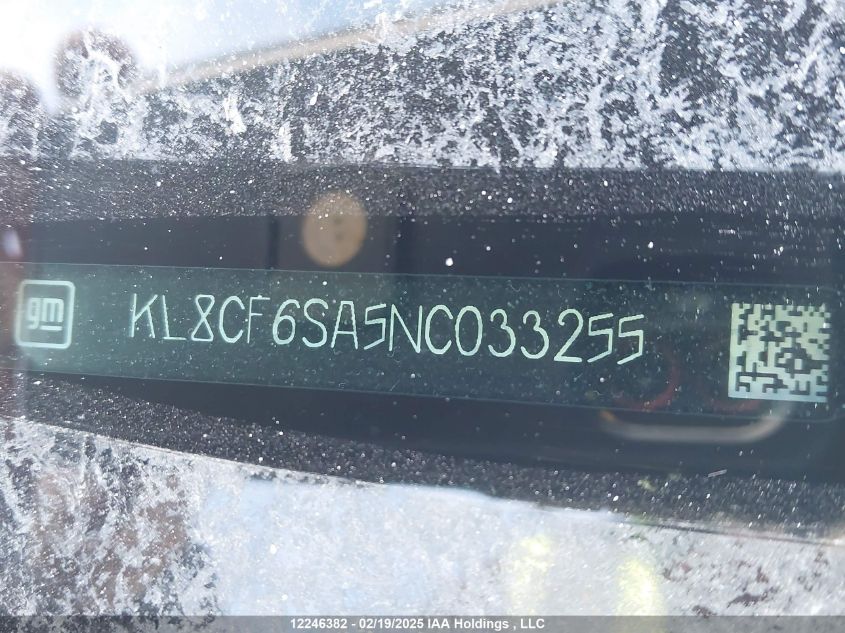 gm KL8CF6SA5NC033255
12246382 - 02/19/2025 IAA Holdings , LLC